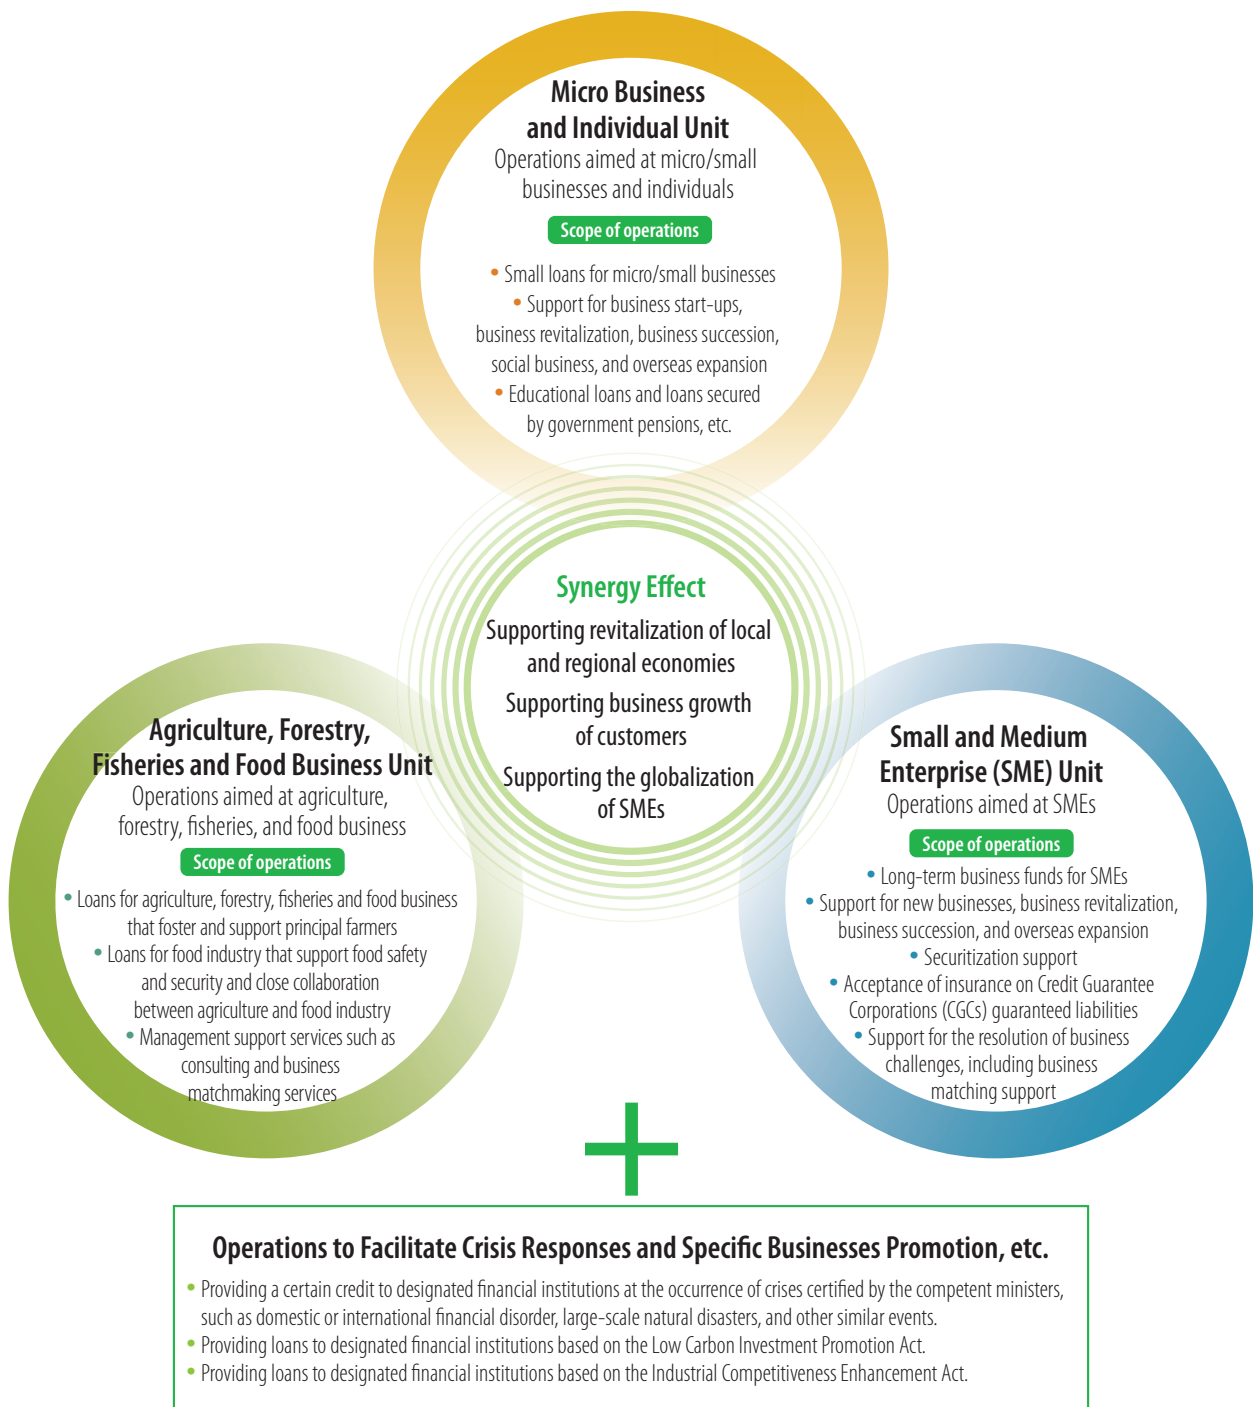 Micro Business
and Individual Unit
Operations aimed at micro/small
businesses and individuals
Scope of operations
• Small loans for micro/small businesses
• Support for business start-ups,
business revitalization, business succession,
social business, and overseas expansion
• Educational loans and loans secured
by government pensions, etc.
Synergy Effect
Supporting revitalization of local
and regional economies
Supporting business growth
of customers
Supporting the globalization
of SMEs
Agriculture, Forestry,
Fisheries and Food Business Unit
Operations aimed at agriculture,
forestry, fisheries, and food business
Scope of operations
• Loans for agriculture, forestry, fisheries and food business
that foster and support principal farmers
• Loans for food industry that support food safety
and security and close collaboration
between agriculture and food industry
• Management support services such as
consulting and business
matchmaking services
Small and Medium
Enterprise (SME) Unit
Operations aimed at SMEs
Scope of operations
• Long-term business funds for SMEs
• Support for new businesses, business revitalization,
business succession, and overseas expansion
• Securitization support
• Acceptance of insurance on Credit Guarantee
Corporations (CGCs) guaranteed liabilities
• Support for the resolution of business
challenges, including business
matching support
Operations to Facilitate Crisis Responses and Specific Businesses Promotion, etc.
• Providing a certain credit to designated financial institutions at the occurrence of crises certified by the competent ministers,
such as domestic or international financial disorder, large-scale natural disasters, and other similar events.
• Providing loans to designated financial institutions based on the Low Carbon Investment Promotion Act.
• Providing loans to designated financial institutions based on the Industrial Competitiveness Enhancement Act.